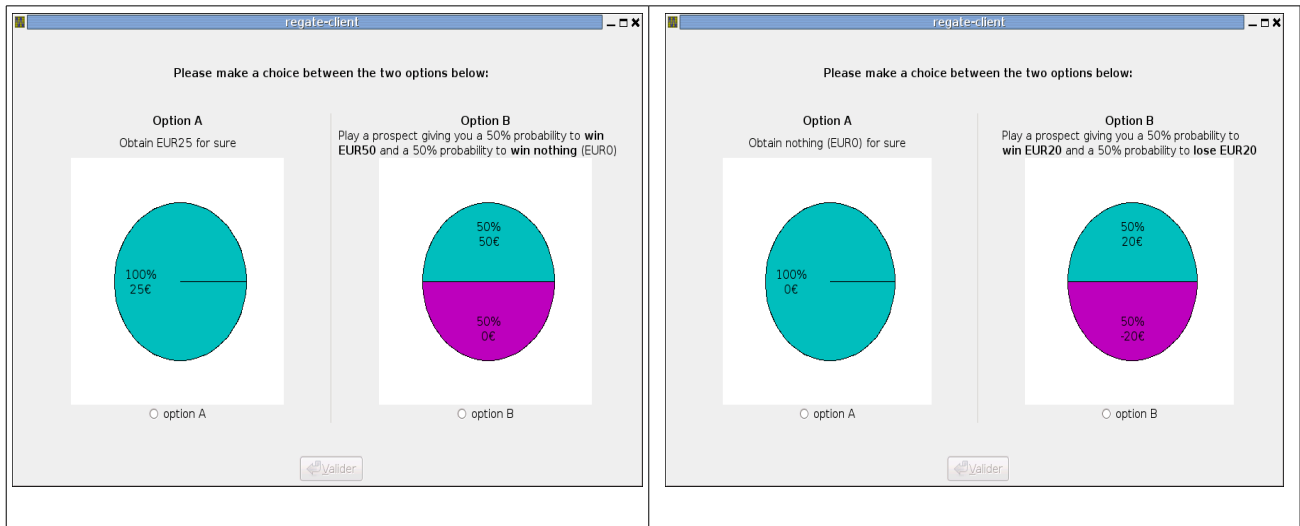 regate-client
Please make a choice between the two options below:
Option A
Obtain EUR25 for sure
100%
25€
option A
Option B
Play a prospect giving you a 50% probability to win
EUR50 and a 50% probability to win nothing (EUR0)
50%
50€
50%
0€
option B
Valider
regate-client
Please make a choice between the two options below:
Option A
Obtain nothing (EUR0) for sure
100%
0€
option A
Option B
Play a prospect giving you a 50% probability to
win EUR20 and a 50% probability to lose EUR20
50%
20€
50%
-20€
option B
Valider